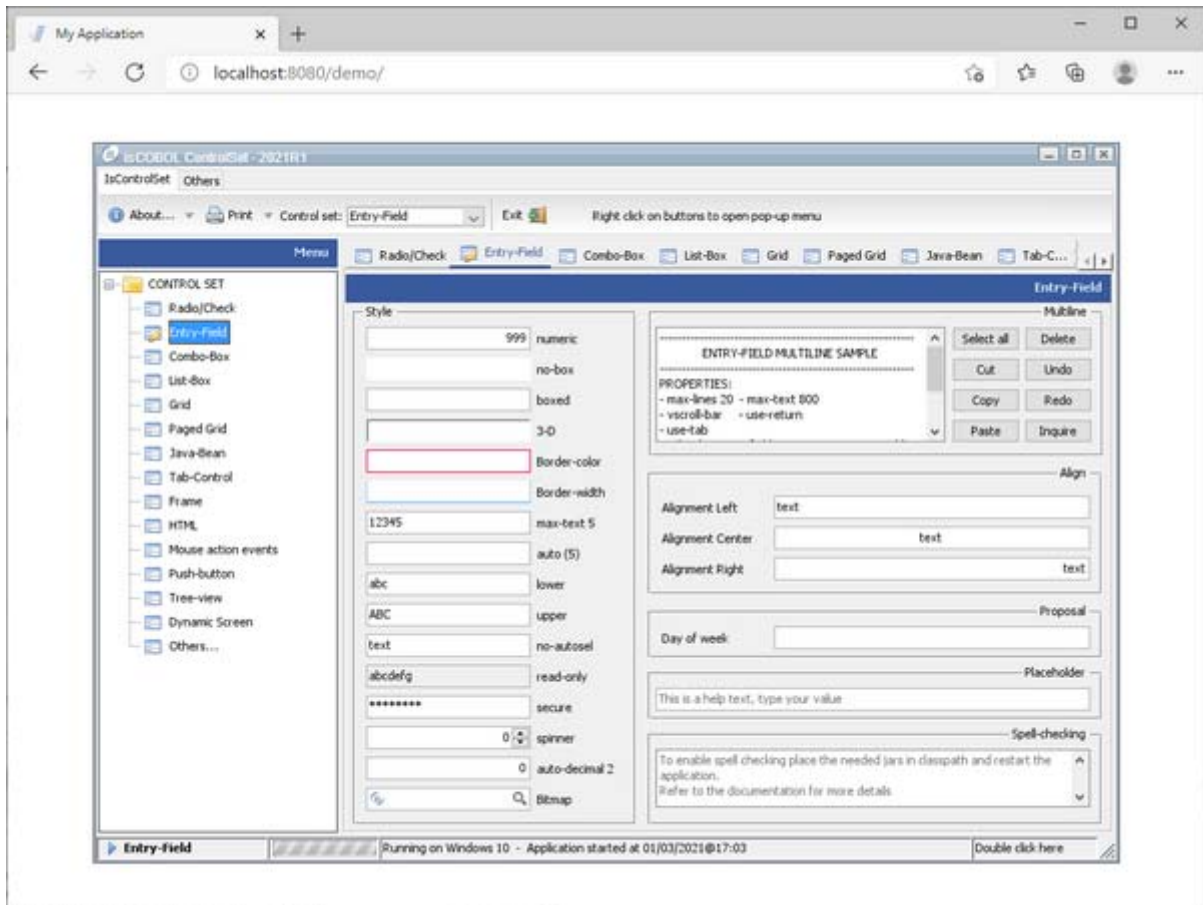 My Application
localhost:8080/demo/
isCOBOL ControlSet - 2021R1
IsControlSet Others
About... Print Control set: Entry-Field Exit Right click on buttons to open pop-up menu
Menu
Radio/Check Entry-Field Combo-Box List-Box Grid Paged Grid Java-Bean Tab-C...
CONTROL SET
Radio/Check
Entry-Field
Combo-Box
List-Box
Grid
Paged Grid
Java-Bean
Tab-Control
Frame
HTML
Mouse action events
Push-button
Tree-view
Dynamic Screen
Others...
Entry-Field
Style
999 numeric
no-box
boxed
3-D
Border-color
Border-width
12345 max-text 5
auto (5)
abc lower
ABC upper
text no-autosel
abcdefg read-only
******** secure
0 spinner
0 auto-decimal 2
Bitmap
Multiline
ENTRY-FIELD MULTILINE SAMPLE
PROPERTIES:
- max-lines 20 - max-text 800
- vscroll-bar - use-return
- use-tab
Select all Delete
Cut Undo
Copy Redo
Paste Inquire
Align
Alignment Left text
Alignment Center text
Alignment Right text
Proposal
Day of week
Placeholder
This is a help text, type your value
Spell-checking
To enable spell checking place the needed jars in classpath and restart the
application.
Refer to the documentation for more details
Entry-Field Running on Windows 10 - Application started at 01/03/2021@17:03 Double click here